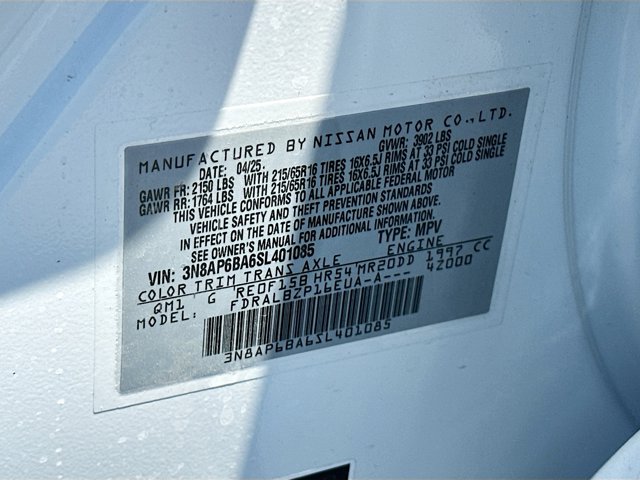 MANUFACTURED BY NISSAN MOTOR CO.,LTD.
DATE: 04/25. GVWR: 3902 LBS
GAWR FR: 2150 LBS WITH 215/65R16 TIRES 16X6.5J RIMS AT 33 PSI COLD SINGLE
GAWR RR: 1764 LBS WITH 215/65R16 TIRES 16X6.5J RIMS AT 33 PSI COLD SINGLE
THIS VEHICLE CONFORMS TO ALL APPLICABLE FEDERAL MOTOR
VEHICLE SAFETY AND THEFT PREVENTION STANDARDS
IN EFFECT ON THE DATE OF MANUFACTURE SHOWN ABOVE.
SEE OWNER'S MANUAL FOR ADDITIONAL INFORMATION.
VIN: 3N8AP6BA6SL401085 TYPE: MPV
COLOR TRIM TRANS AXLE ENGINE
QM1 G RE0F15B HR54 MR20DD 1997 CC
MODEL: FDRALBZP16EUA-A--- 42000
3N8AP6BA6SL401085